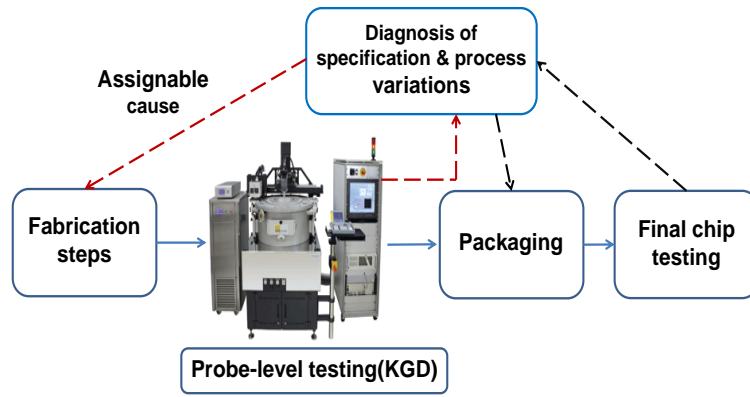 Diagnosis of
specification & process
variations
Assignable
cause
Fabrication
steps
Packaging
Final chip
testing
Probe-level testing(KGD)